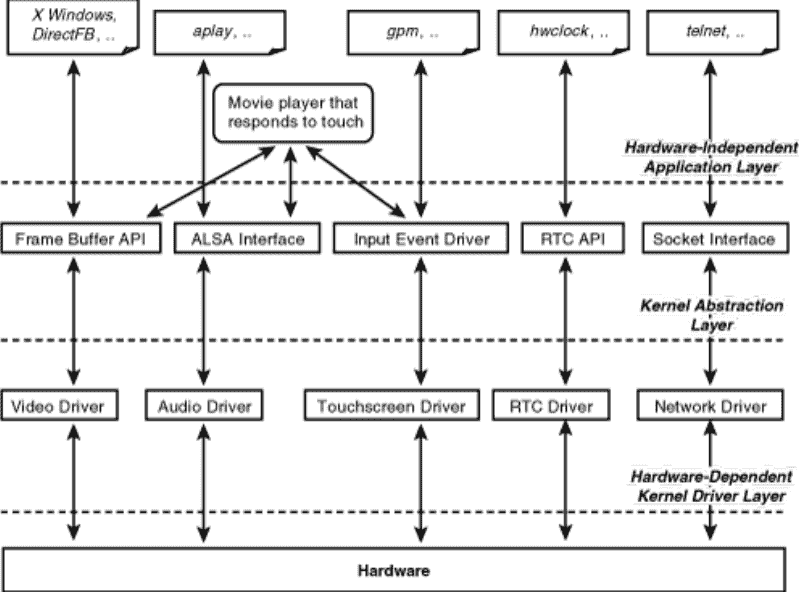 X Windows,
DirectFB, ..
aplay, ..
gpm, ..
hwclock, ..
telnet, ..
Movie player that
responds to touch
Hardware-Independent
Application Layer
Frame Buffer API
ALSA Interface
Input Event Driver
RTC API
Socket Interface
Kernel Abstraction
Layer
Video Driver
Audio Driver
Touchscreen Driver
RTC Driver
Network Driver
Hardware-Dependent
Kernel Driver Layer
Hardware